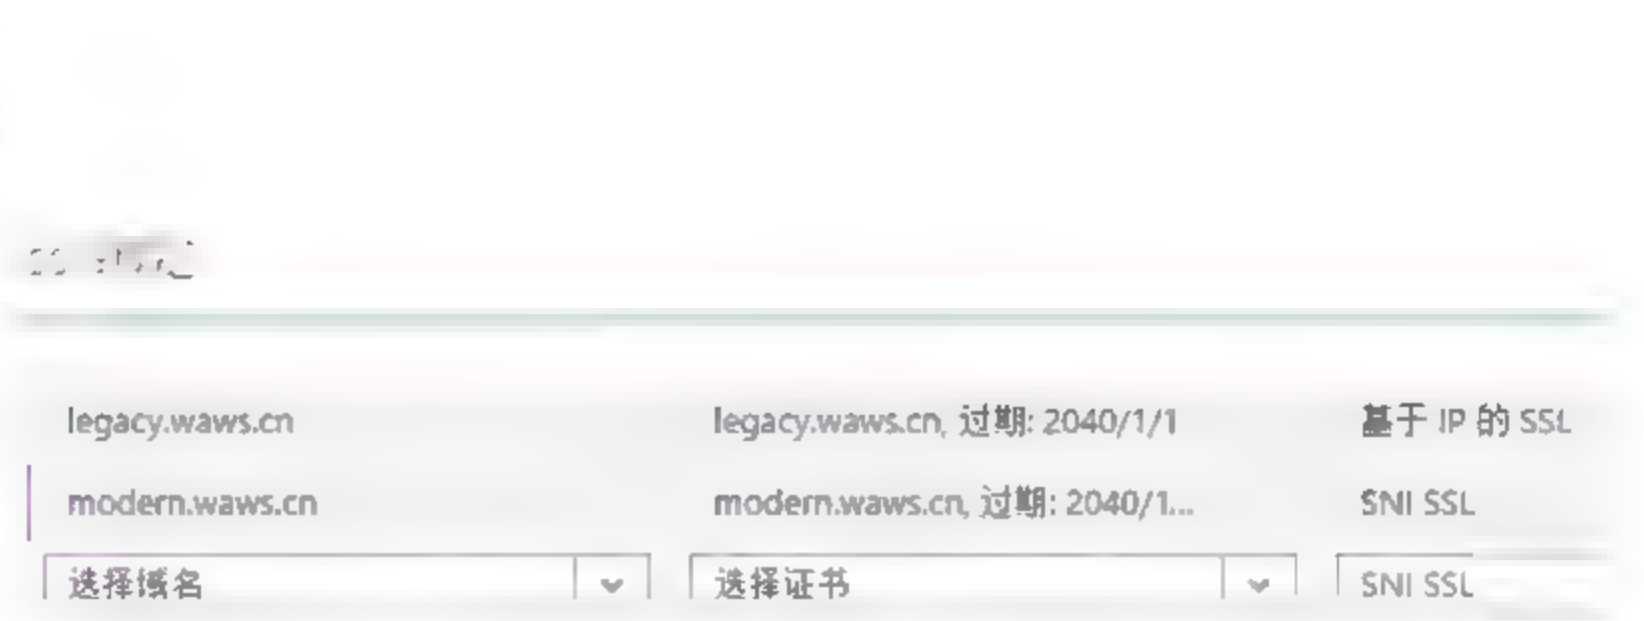 legacy.waws.cn legacy.waws.cn, 过期: 2040/1/1 基于 IP 的 SSL
modern.waws.cn modern.waws.cn, 过期: 2040/1... SNI SSL
选择域名 选择证书 SNI SSL